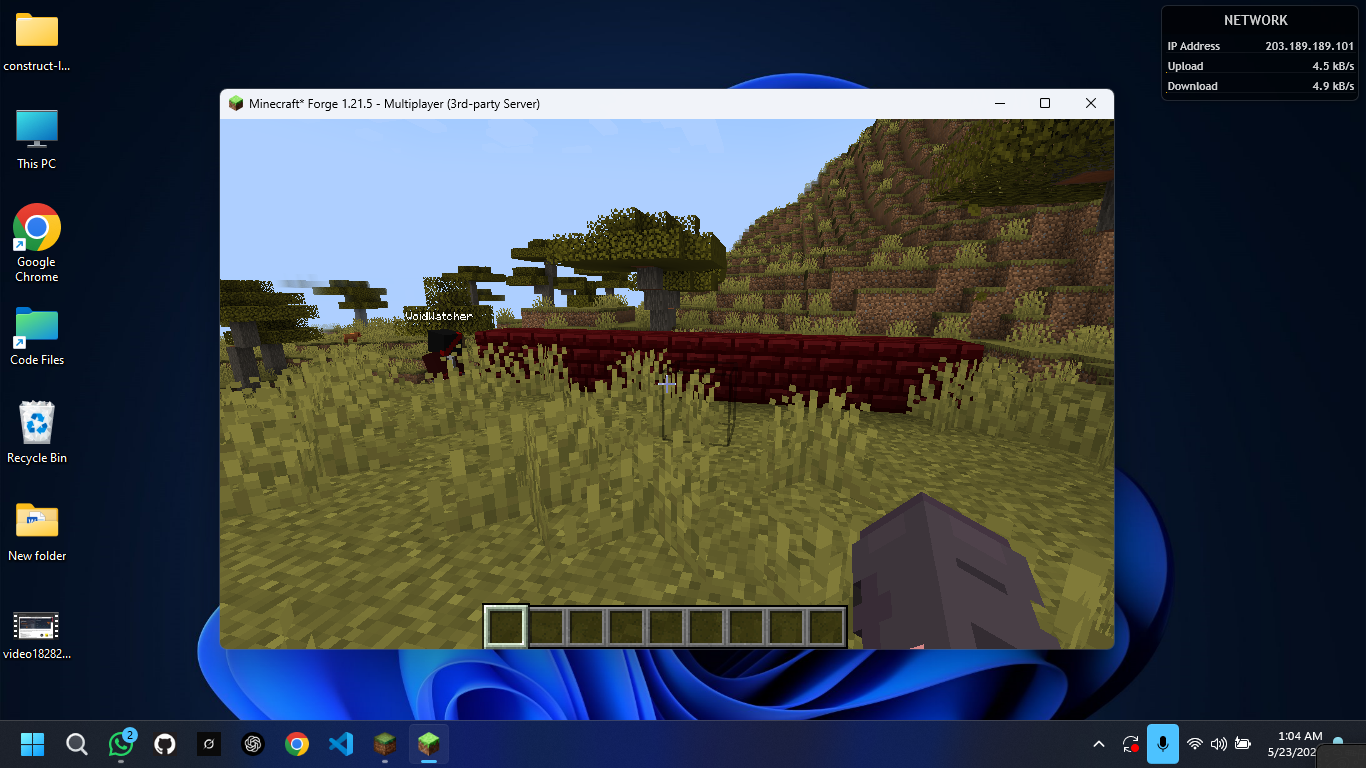 construct-l...
This PC
Google
Chrome
Code Files
Recycle Bin
New folder
video18282...
NETWORK
IP Address 203.189.189.101
Upload 4.5 kB/s
Download 4.9 kB/s
Minecraft* Forge 1.21.5 - Multiplayer (3rd-party Server)
VoidWatcher
2
1:04 AM
5/23/202